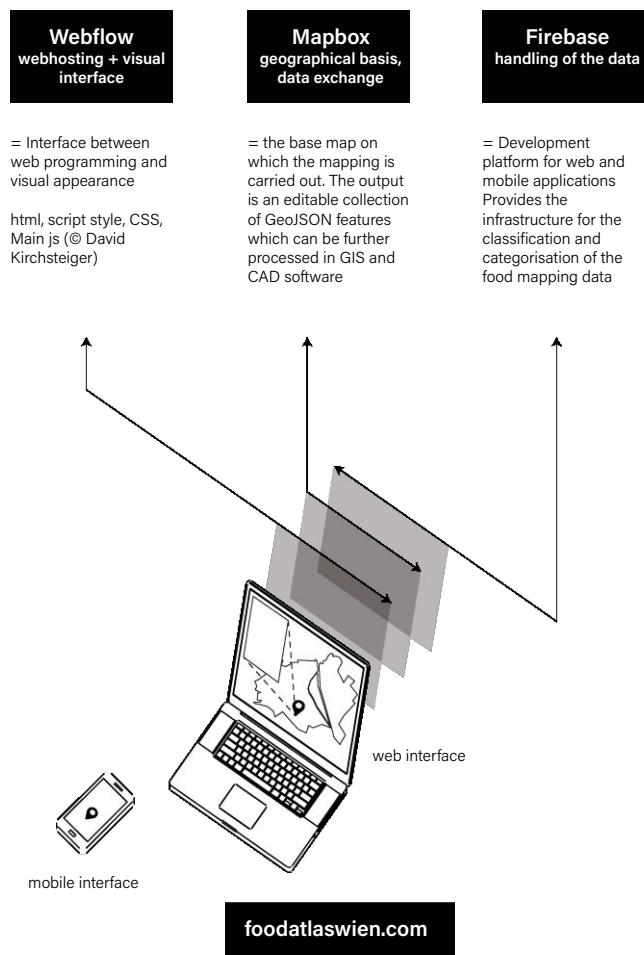 Webflow
webhosting + visual
interface
= Interface between
web programming and
visual appearance
html, script style, CSS,
Main js (© David
Kirchsteiger)
Mapbox
geographical basis,
data exchange
= the base map on
which the mapping is
carried out. The output
is an editable collection
of GeoJSON features
which can be further
processed in GIS and
CAD software
Firebase
handling of the data
= Development
platform for web and
mobile applications
Provides the
infrastructure for the
classification and
categorisation of the
food mapping data
web interface
mobile interface
foodatlaswien.com